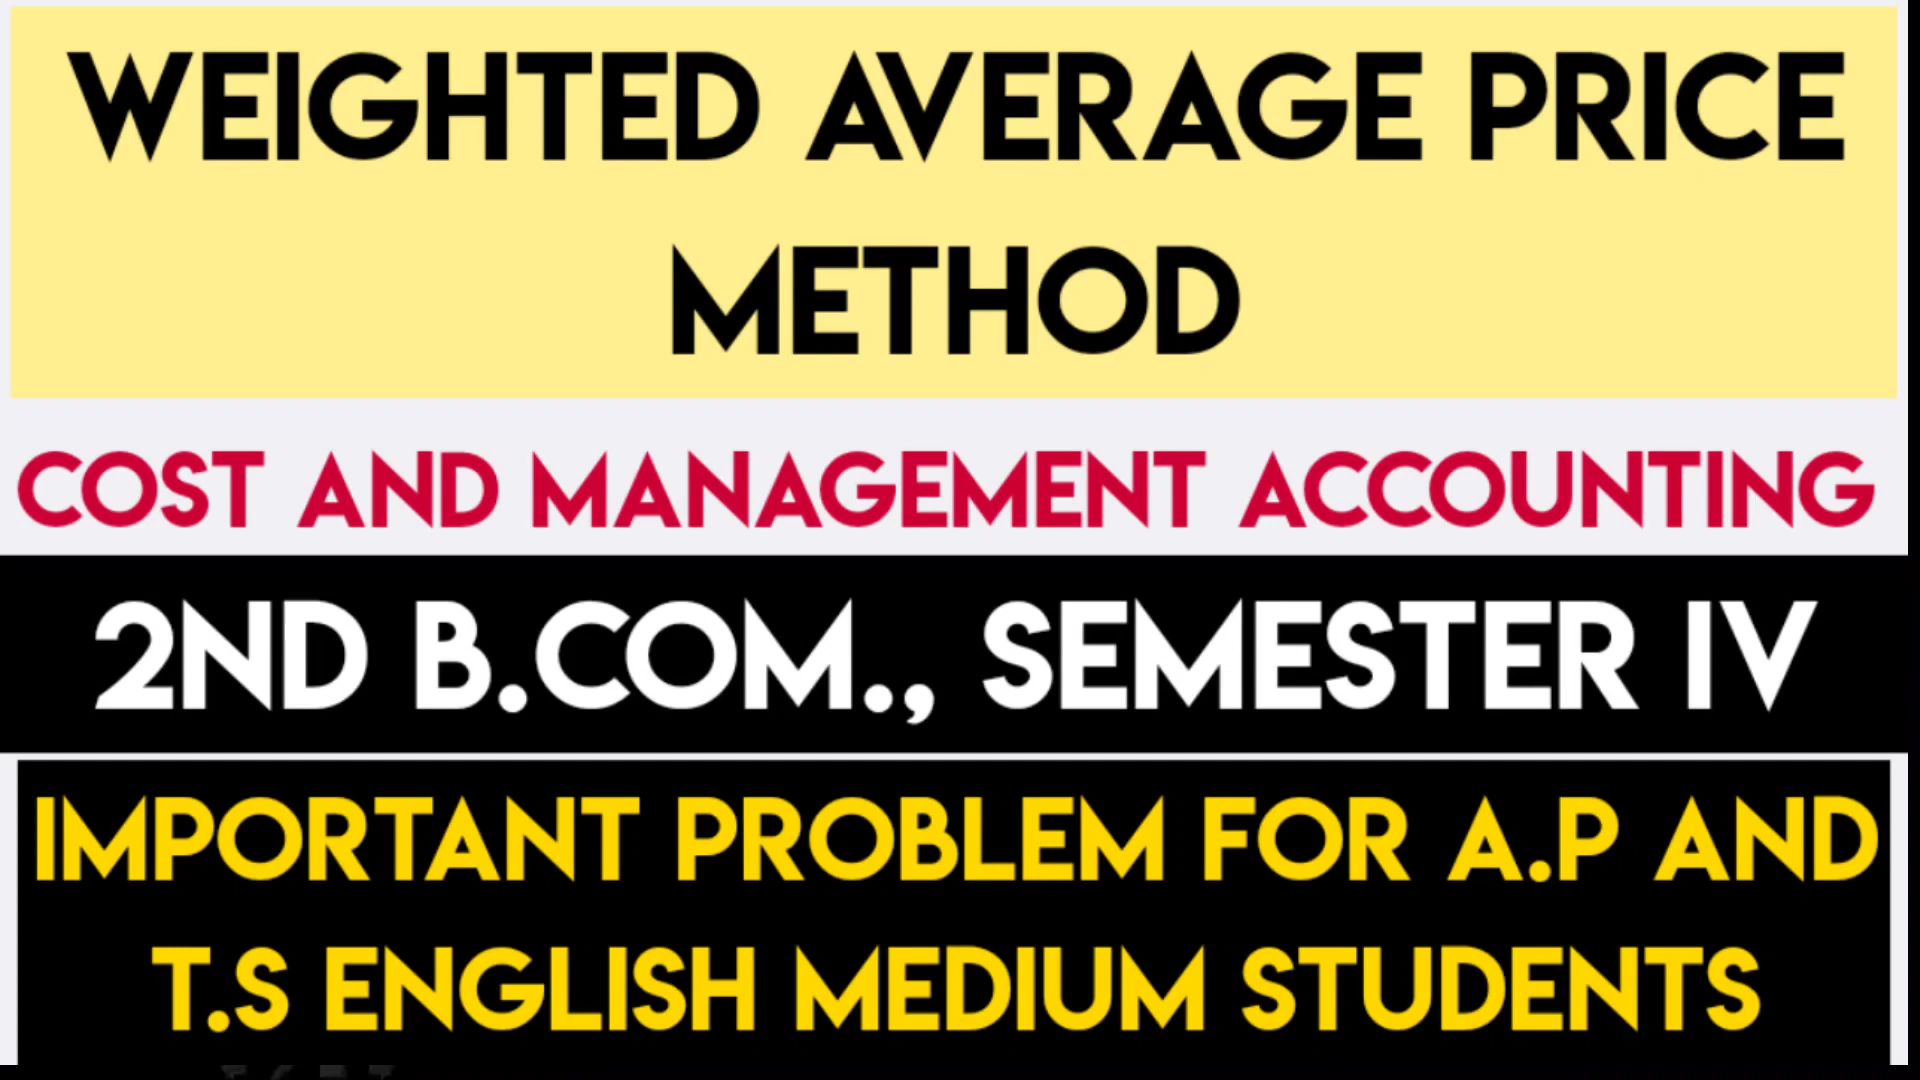 WEIGHTED AVERAGE PRICE
METHOD
COST AND MANAGEMENT ACCOUNTING
2ND B.COM., SEMESTER IV
IMPORTANT PROBLEM FOR A.P AND
T.S ENGLISH MEDIUM STUDENTS